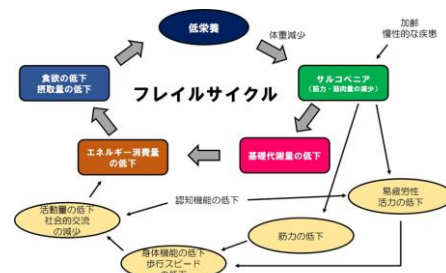 低栄養
体重減少
加齢
慢性的な疾患
食欲の低下
摂取量の低下
サルコペニア
(筋力・筋肉量の減少)
フレイルサイクル
エネルギー消費量
の低下
基礎代謝量の低下
認知機能の低下
易疲労性
活力の低下
活動量の低下
社会的交流
の減少
筋力の低下
身体機能の低下
歩行スピード
の低下